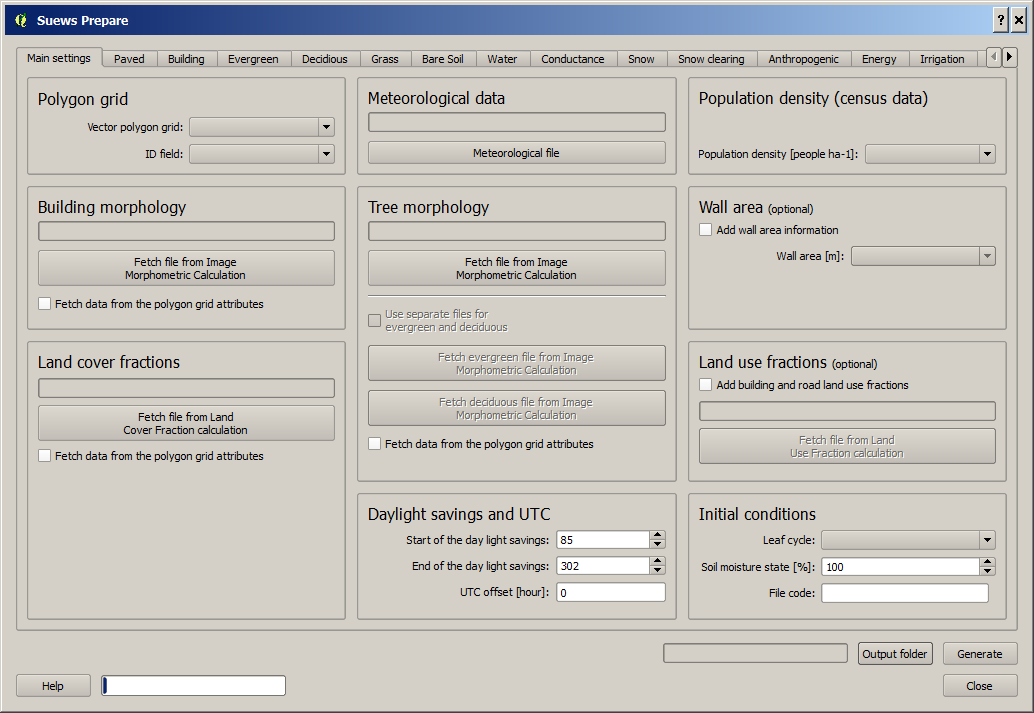 Suews Prepare
Main settings Paved Building Evergreen Decidious Grass Bare Soil Water Conductance Snow Snow clearing Anthropogenic Energy Irrigation
Polygon grid
Vector polygon grid:
ID field:
Meteorological data
Meteorological file
Population density (census data)
Population density [people ha-1]:
Building morphology
Fetch file from Image
Morphometric Calculation
Fetch data from the polygon grid attributes
Tree morphology
Fetch file from Image
Morphometric Calculation
Use separate files for
evergreen and deciduous
Fetch evergreen file from Image
Morphometric Calculation
Fetch deciduous file from Image
Morphometric Calculation
Fetch data from the polygon grid attributes
Wall area (optional)
Add wall area information
Wall area [m]:
Land cover fractions
Fetch file from Land
Cover Fraction calculation
Fetch data from the polygon grid attributes
Land use fractions (optional)
Add building and road land use fractions
Fetch file from Land
Use Fraction calculation
Daylight savings and UTC
Start of the day light savings: 85
End of the day light savings: 302
UTC offset [hour]: 0
Initial conditions
Leaf cycle:
Soil moisture state [%]: 100
File code:
Output folder Generate
Help Close